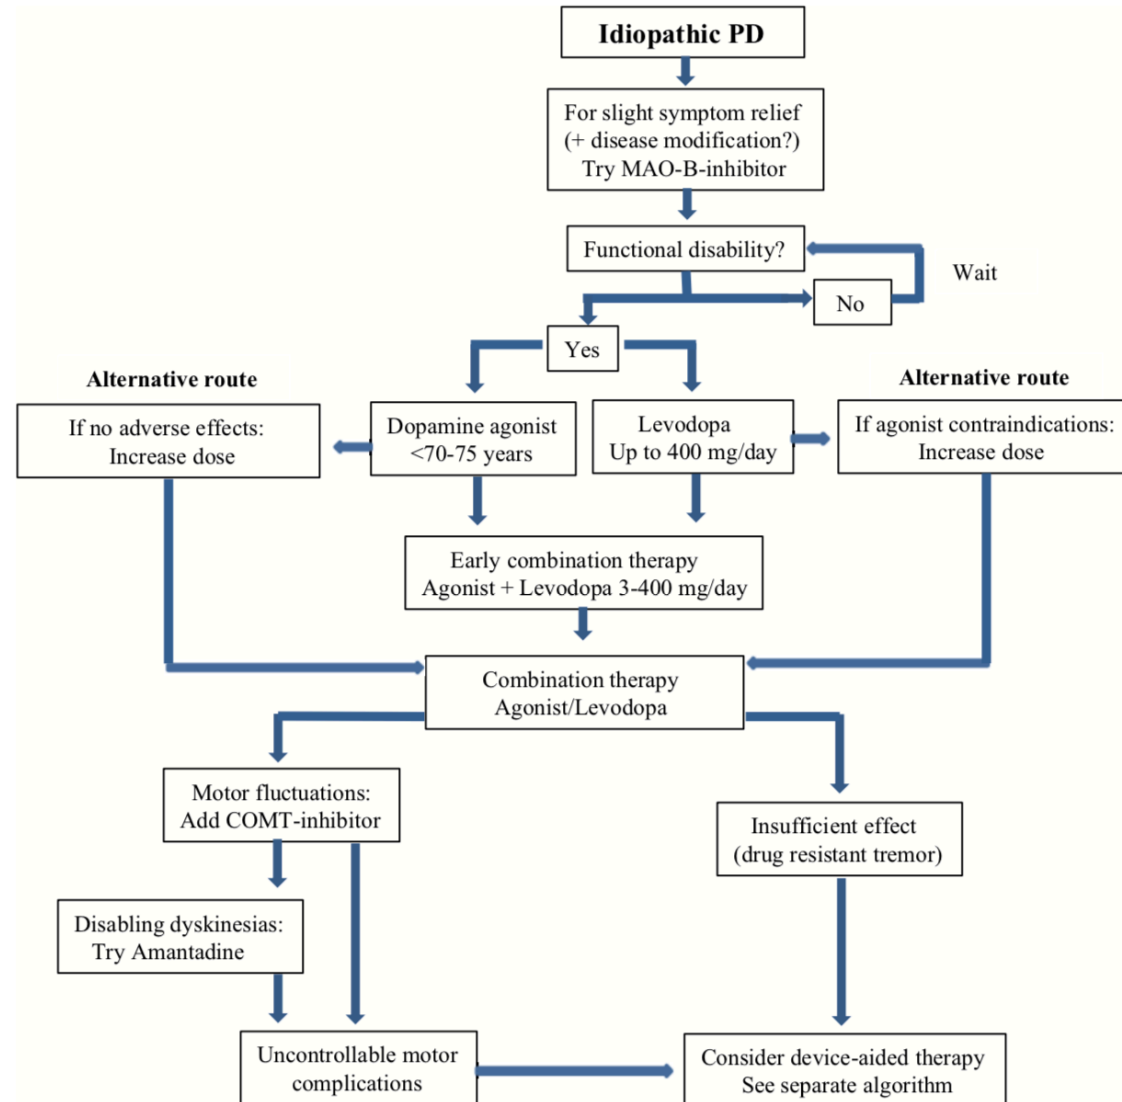 Idiopathic PD
For slight symptom relief
(+ disease modification?)
Try MAO-B-inhibitor
Functional disability?
Wait
No
Yes
Alternative route
If no adverse effects:
Increase dose
Dopamine agonist
<70-75 years
Levodopa
Up to 400 mg/day
Alternative route
If agonist contraindications:
Increase dose
Early combination therapy
Agonist + Levodopa 3-400 mg/day
Combination therapy
Agonist/Levodopa
Motor fluctuations:
Add COMT-inhibitor
Insufficient effect
(drug resistant tremor)
Disabling dyskinesias:
Try Amantadine
Uncontrollable motor
complications
Consider device-aided therapy
See separate algorithm